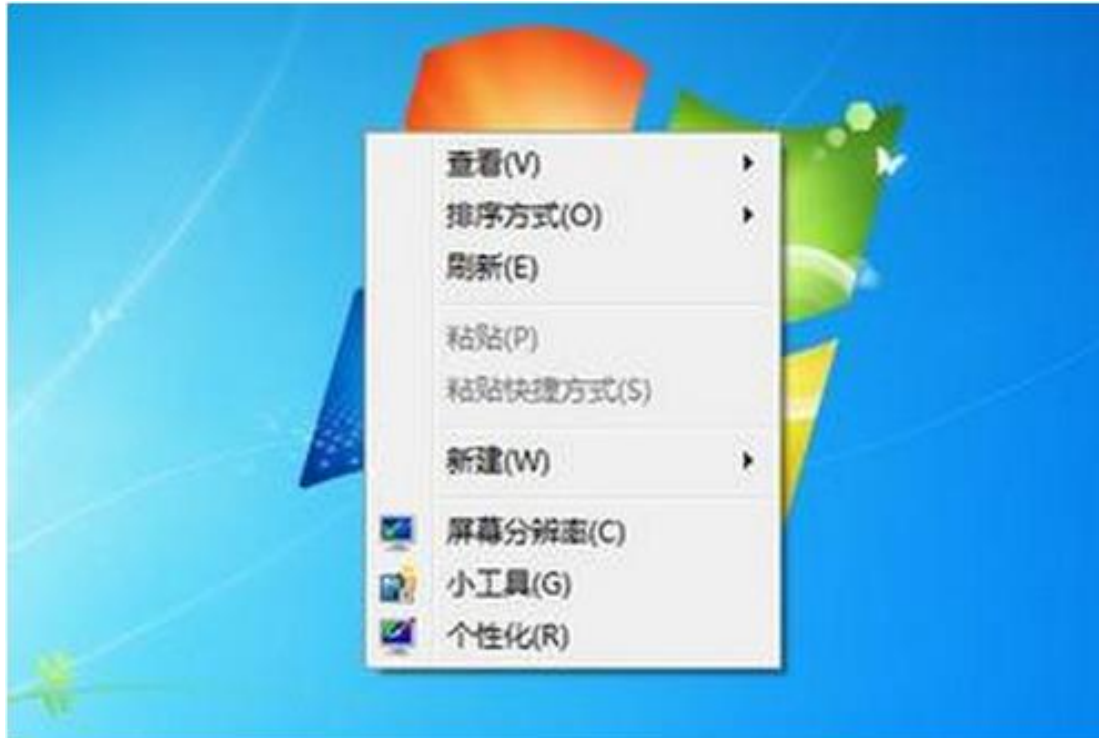 查看(V)
排序方式(O)
刷新(E)
粘贴(P)
粘贴快捷方式(S)
新建(W)
屏幕分辨率(C)
小工具(G)
个性化(R)